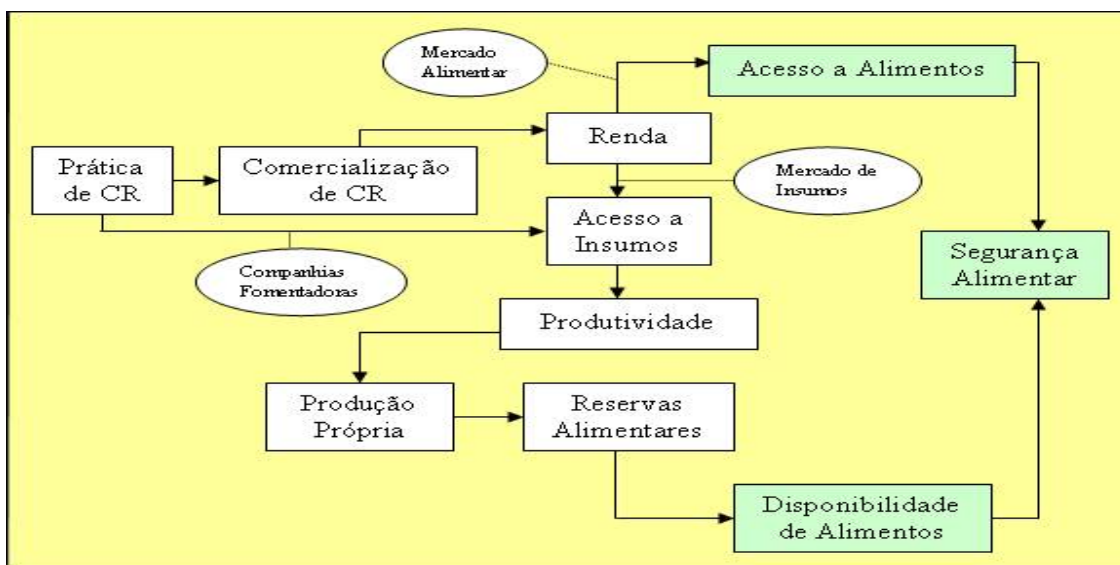 Mercado
Alimentar
Acesso a Alimentos
Renda
Prática
de CR
Comercialização
de CR
Mercado de
Insumos
Acesso a
Insumos
Segurança
Alimentar
Companhias
Fomentadoras
Produtividade
Produção
Própria
Reservas
Alimentares
Disponibilidade
de Alimentos